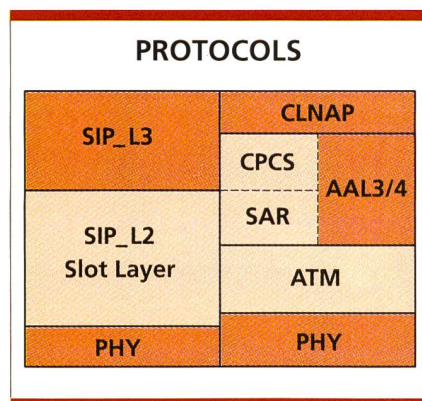 PROTOCOLS
SIP_L3
SIP_L2
Slot Layer
PHY
CLNAP
CPCS
AAL3/4
SAR
ATM
PHY